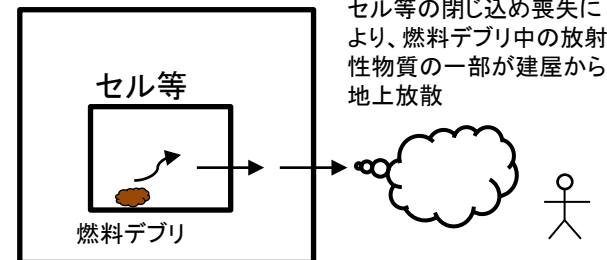 セル等の閉じ込め喪失に
より、燃料デブリ中の放射
性物質の一部が建屋から
地上放散
セル等
燃料デブリ